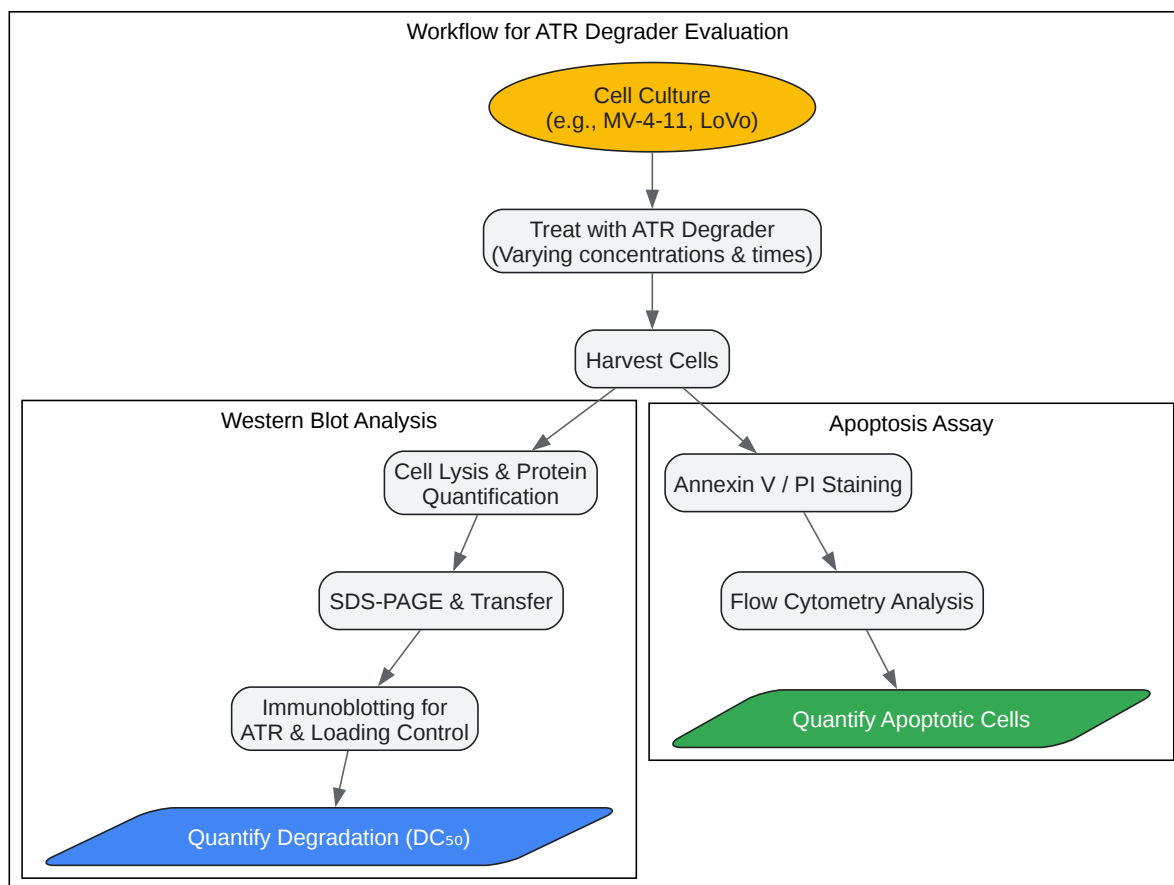 Workflow for ATR Degrader Evaluation
Cell Culture
(e.g., MV-4-11, LoVo)
Treat with ATR Degrader
(Varying concentrations & times)
Harvest Cells
Western Blot Analysis
Cell Lysis & Protein
Quantification
SDS-PAGE & Transfer
Immunoblotting for
ATR & Loading Control
Quantify Degradation (DC₅₀)
Apoptosis Assay
Annexin V / PI Staining
Flow Cytometry Analysis
Quantify Apoptotic Cells